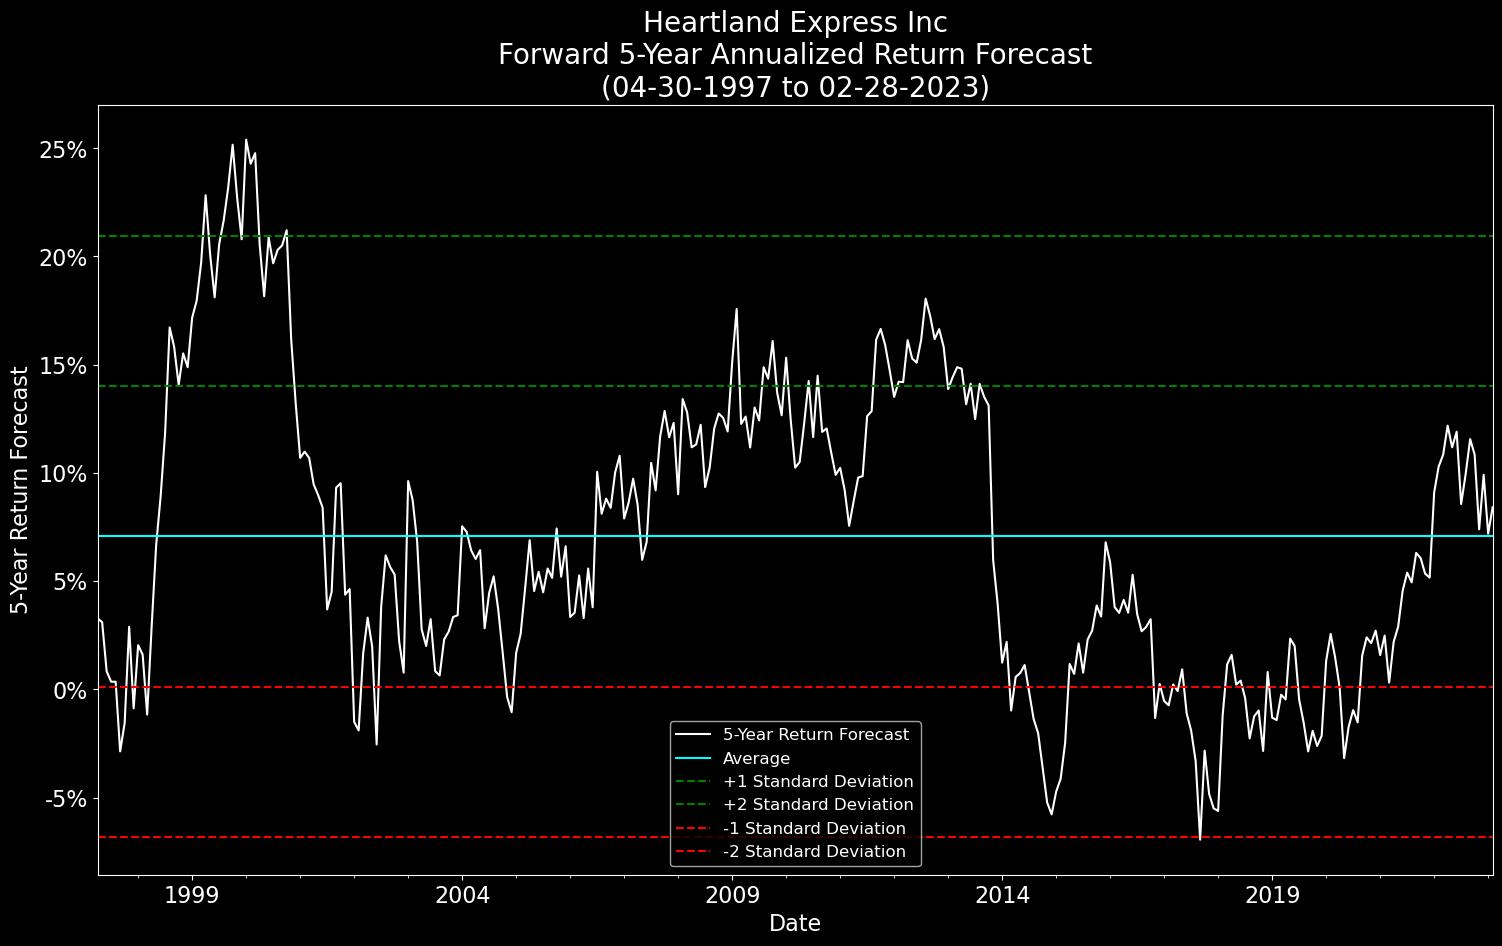 Heartland Express Inc
Forward 5-Year Annualized Return Forecast
(04-30-1997 to 02-28-2023)
25%
20%
15%
10%
5%
0%
-5%
5-Year Return Forecast
5-Year Return Forecast
Average
+1 Standard Deviation
+2 Standard Deviation
-1 Standard Deviation
-2 Standard Deviation
1999 2004 2009 2014 2019
Date